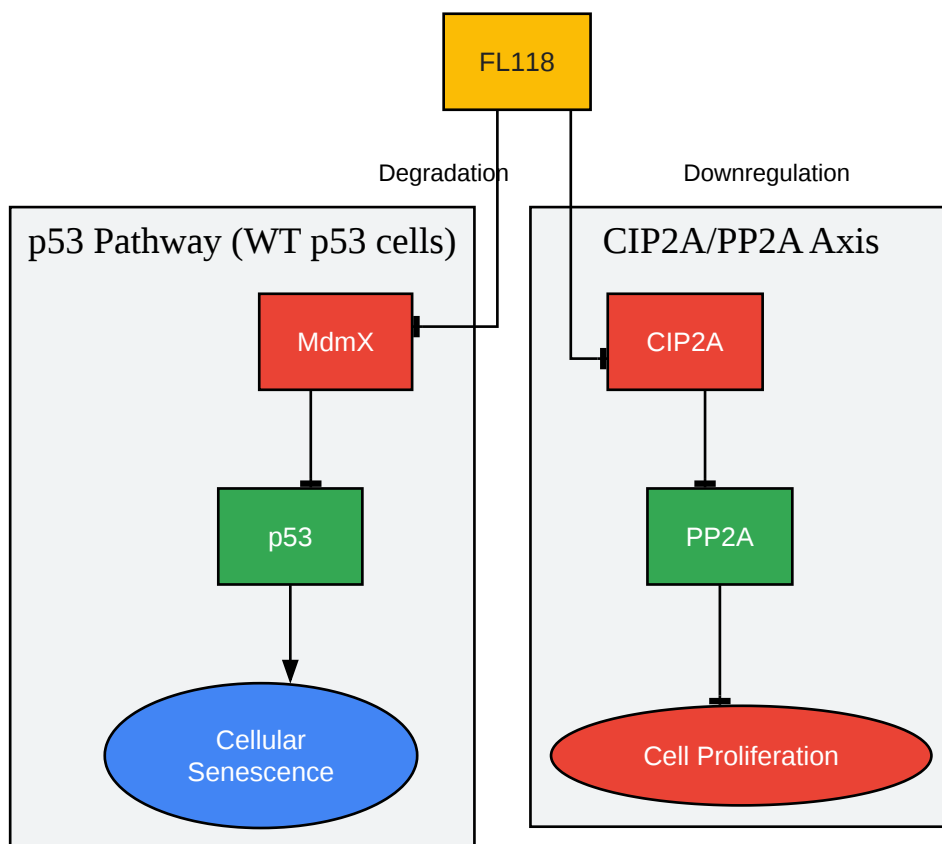 FL118
Degradation
Downregulation
p53 Pathway (WT p53 cells)
CIP2A/PP2A Axis
MdmX
CIP2A
p53
PP2A
Cellular
Senescence
Cell Proliferation